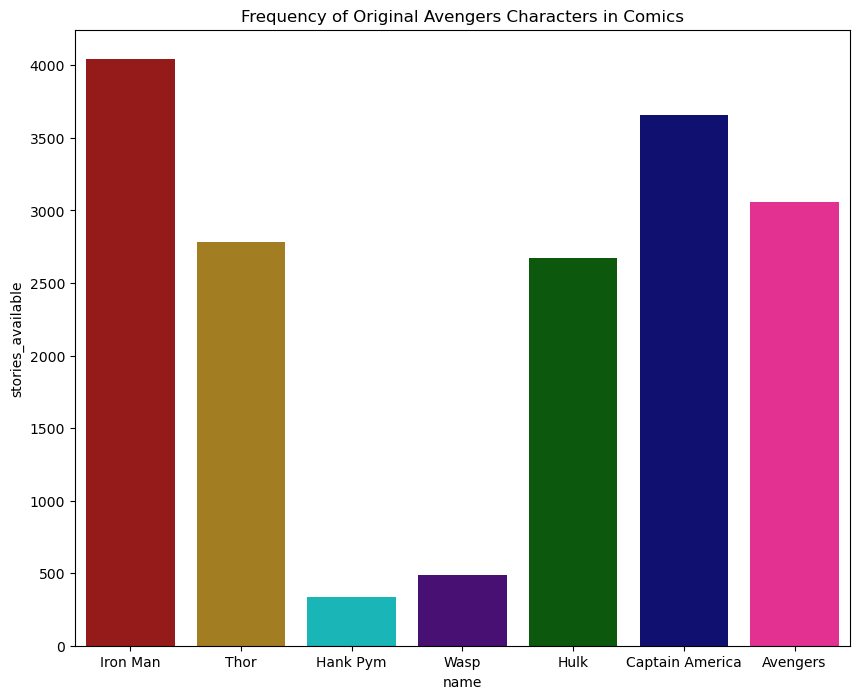 Frequency of Original Avengers Characters in Comics
stories_available
4000
3500
3000
2500
2000
1500
1000
500
0
Iron Man Thor Hank Pym Wasp Hulk Captain America Avengers
name